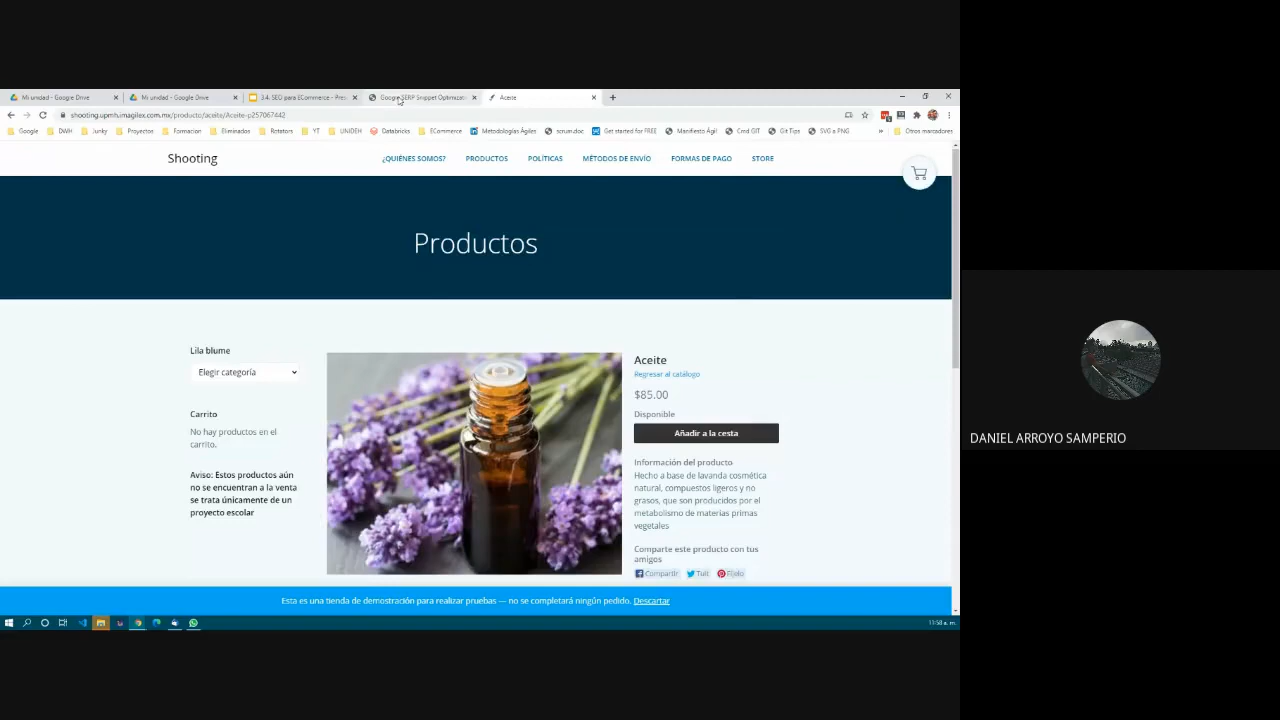 Mi unidad - Google Drive
Mi unidad - Google Drive
3.4. SEO para ECommerce - Pres
Google SERP Snippet Optimizat
Aceite
shooting.upmh.imagilex.com.mx/producto/aceite/Aceite-p257067442
Google DWH Junky Proyectos Formacion Eliminados Rotators YT UNIDEH Databricks ECommerce Metodologías Ágiles scrum.doc Get started for FREE Manifiesto Ágil Cmd GIT Git Tips SVG a PNG » Otros marcadores
Shooting
¿QUIÉNES SOMOS? PRODUCTOS POLÍTICAS MÉTODOS DE ENVÍO FORMAS DE PAGO STORE
Productos
Lila blume
Elegir categoría
Carrito
No hay productos en el
carrito.
Aviso: Estos productos aún
no se encuentran a la venta
se trata únicamente de un
proyecto escolar
Aceite
Regresar al catálogo
$85.00
Disponible
Añadir a la cesta
Información del producto
Hecho a base de lavanda cosmética
natural, compuestos ligeros y no
grasos, que son producidos por el
metabolismo de materias primas
vegetales
Comparte este producto con tus
amigos
Compartir Tuit Fíjelo
Esta es una tienda de demostración para realizar pruebas — no se completará ningún pedido. Descartar
11:58 a. m.
DANIEL ARROYO SAMPERIO